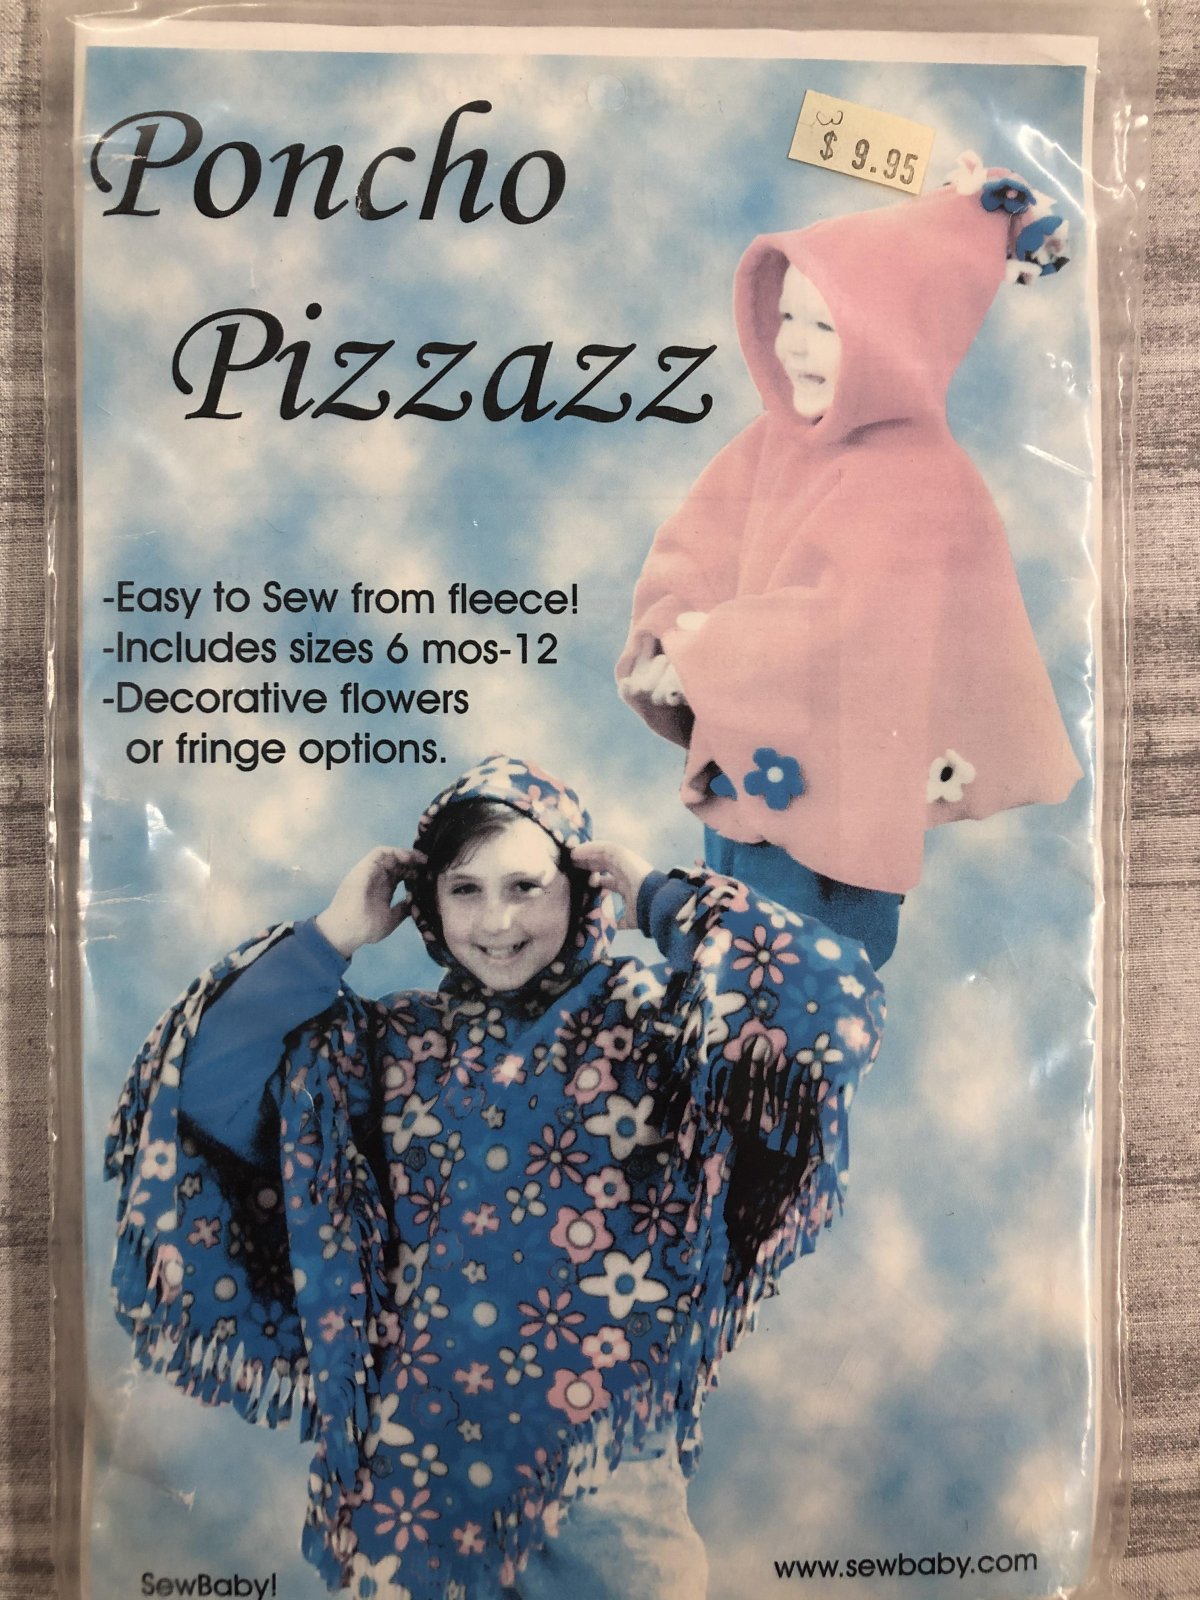 Poncho
$ 9.95
Pizzazz
-Easy to Sew from fleece!
-Includes sizes 6 mos-12
-Decorative flowers
or fringe options.
www.sewbaby.com
SewBaby!